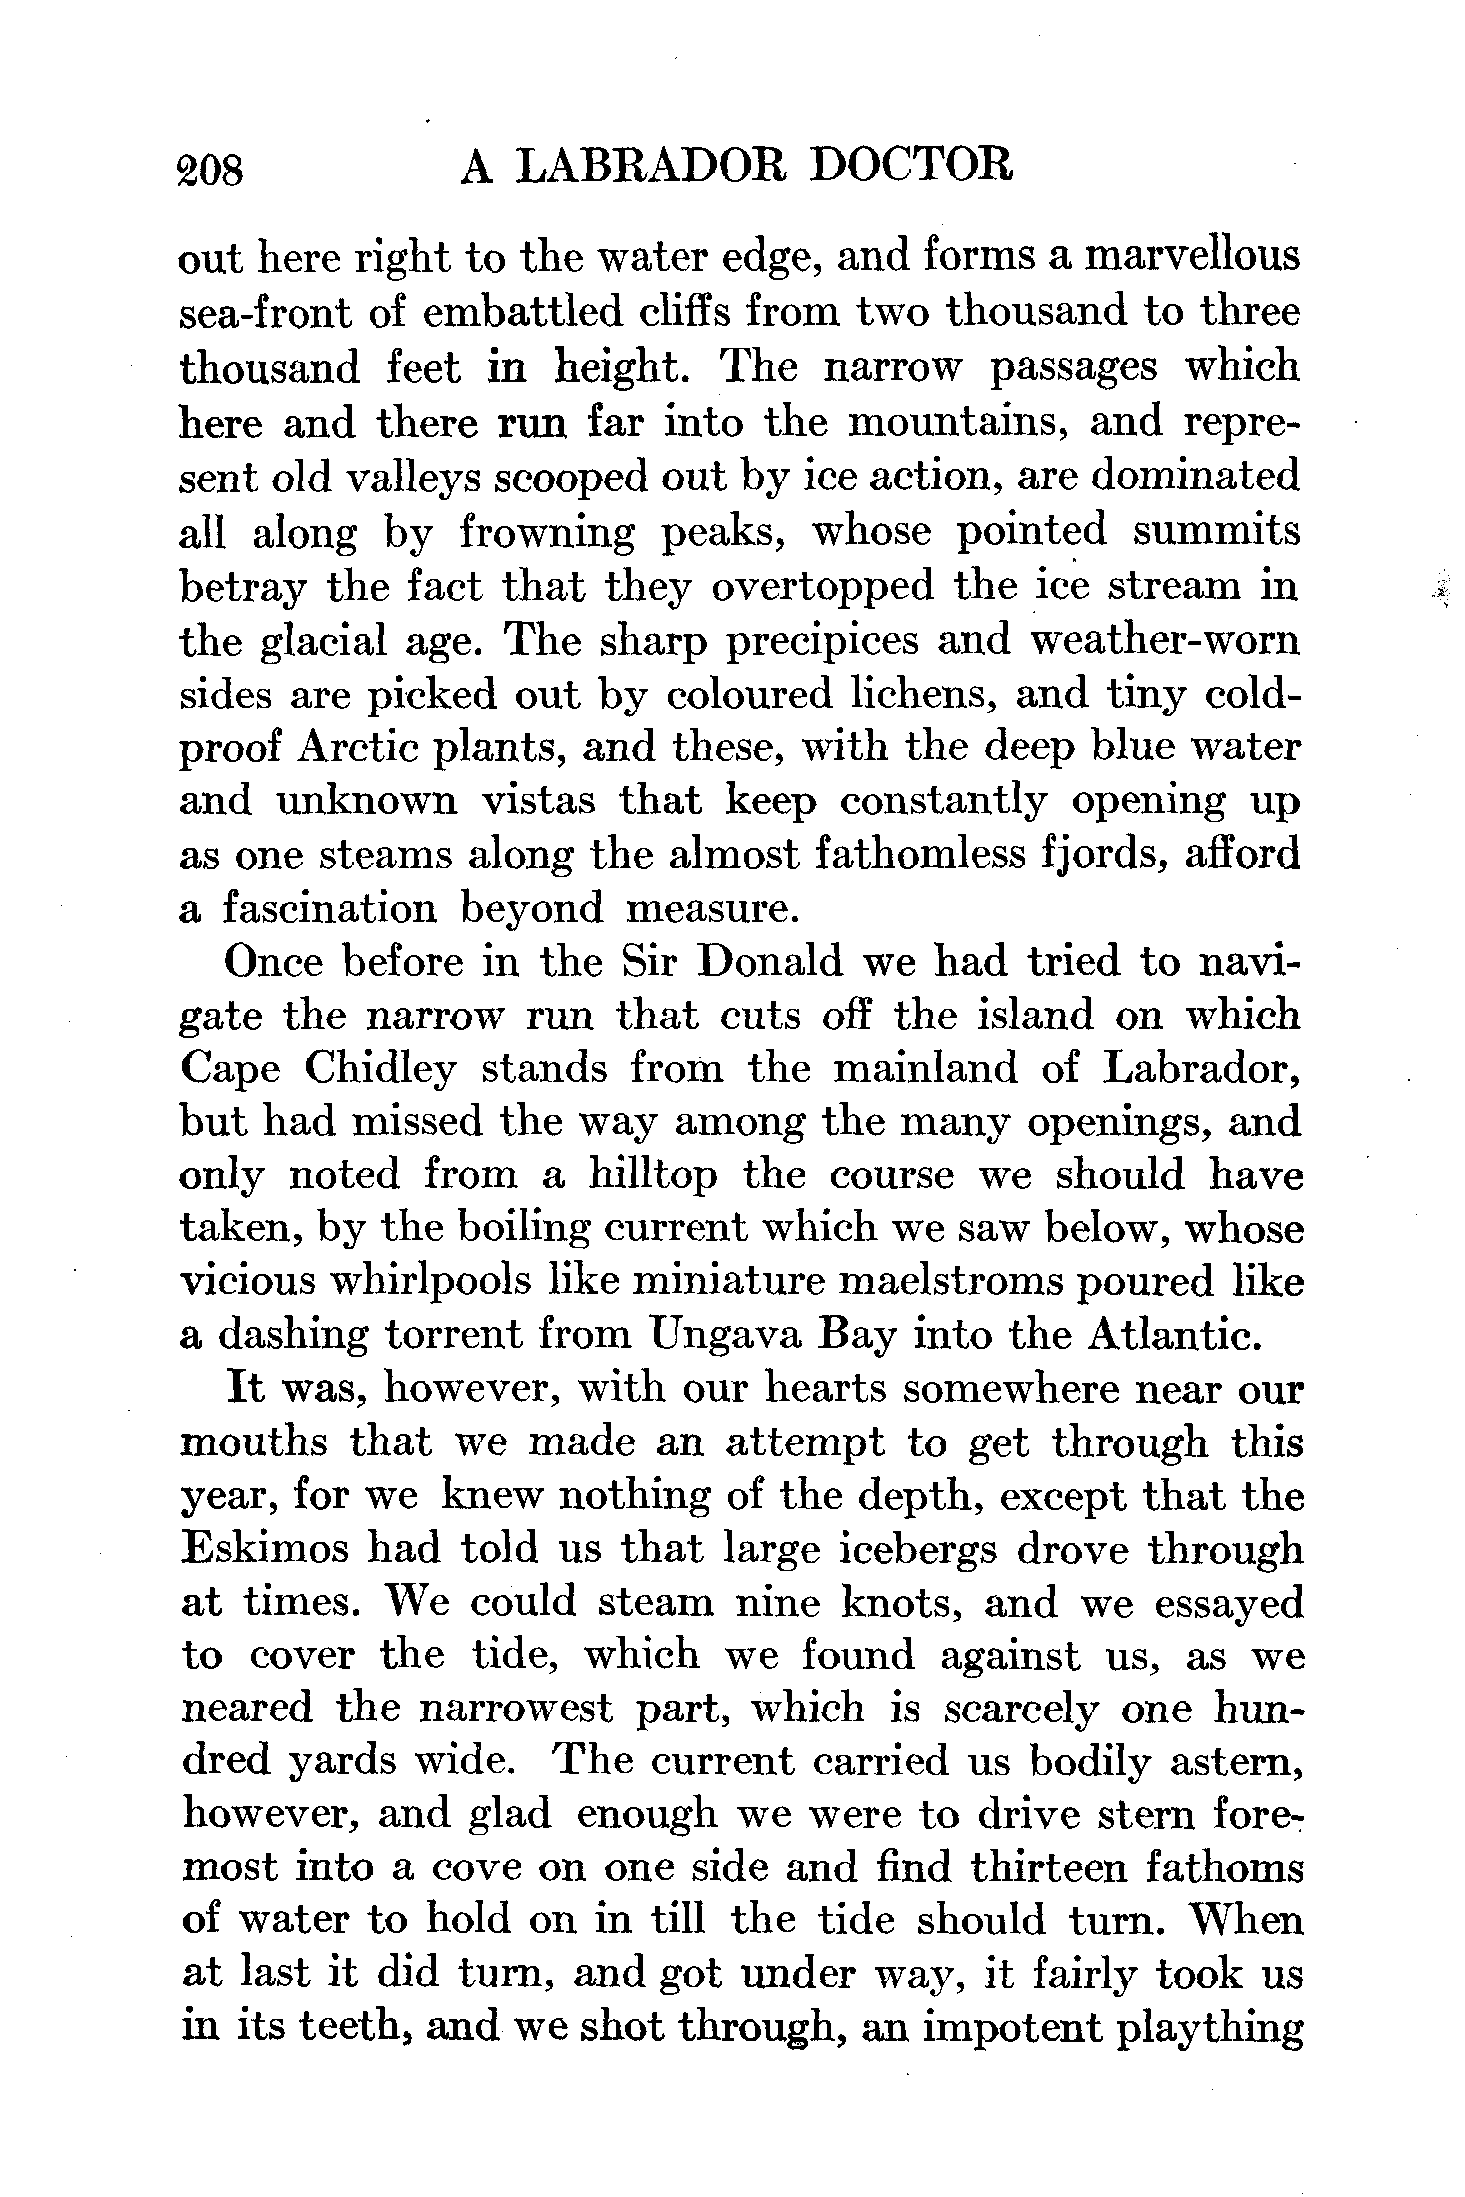 208 A LABRADOR DOCTOR
out here right to the water edge, and forms a marvellous
sea-front of embattled cliffs from two thousand to three
thousand feet in height. The narrow passages which
here and there run far into the mountains, and repre-
sent old valleys scooped out by ice action, are dominated
all along by frowning peaks, whose pointed summits
betray the fact that they overtopped the ice stream in
the glacial age. The sharp precipices and weather-worn
sides are picked out by coloured lichens, and tiny cold-
proof Arctic plants, and these, with the deep blue water
and unknown vistas that keep constantly opening up
as one steams along the almost fathomless fjords, afford
a fascination beyond measure.
Once before in the Sir Donald we had tried to navi-
gate the narrow run that cuts off the island on which
Cape Chidley stands from the mainland of Labrador,
but had missed the way among the many openings, and
only noted from a hilltop the course we should have
taken, by the boiling current which we saw below, whose
vicious whirlpools like miniature maelstroms poured like
a dashing torrent from Ungava Bay into the Atlantic.
It was, however, with our hearts somewhere near our
mouths that we made an attempt to get through this
year, for we knew nothing of the depth, except that the
Eskimos had told us that large icebergs drove through
at times. We could steam nine knots, and we essayed
to cover the tide, which we found against us, as we
neared the narrowest part, which is scarcely one hun-
dred yards wide. The current carried us bodily astern,
however, and glad enough we were to drive stern fore-
most into a cove on one side and find thirteen fathoms
of water to hold on in till the tide should turn. When
at last it did turn, and got under way, it fairly took us
in its teeth, and we shot through, an impotent plaything